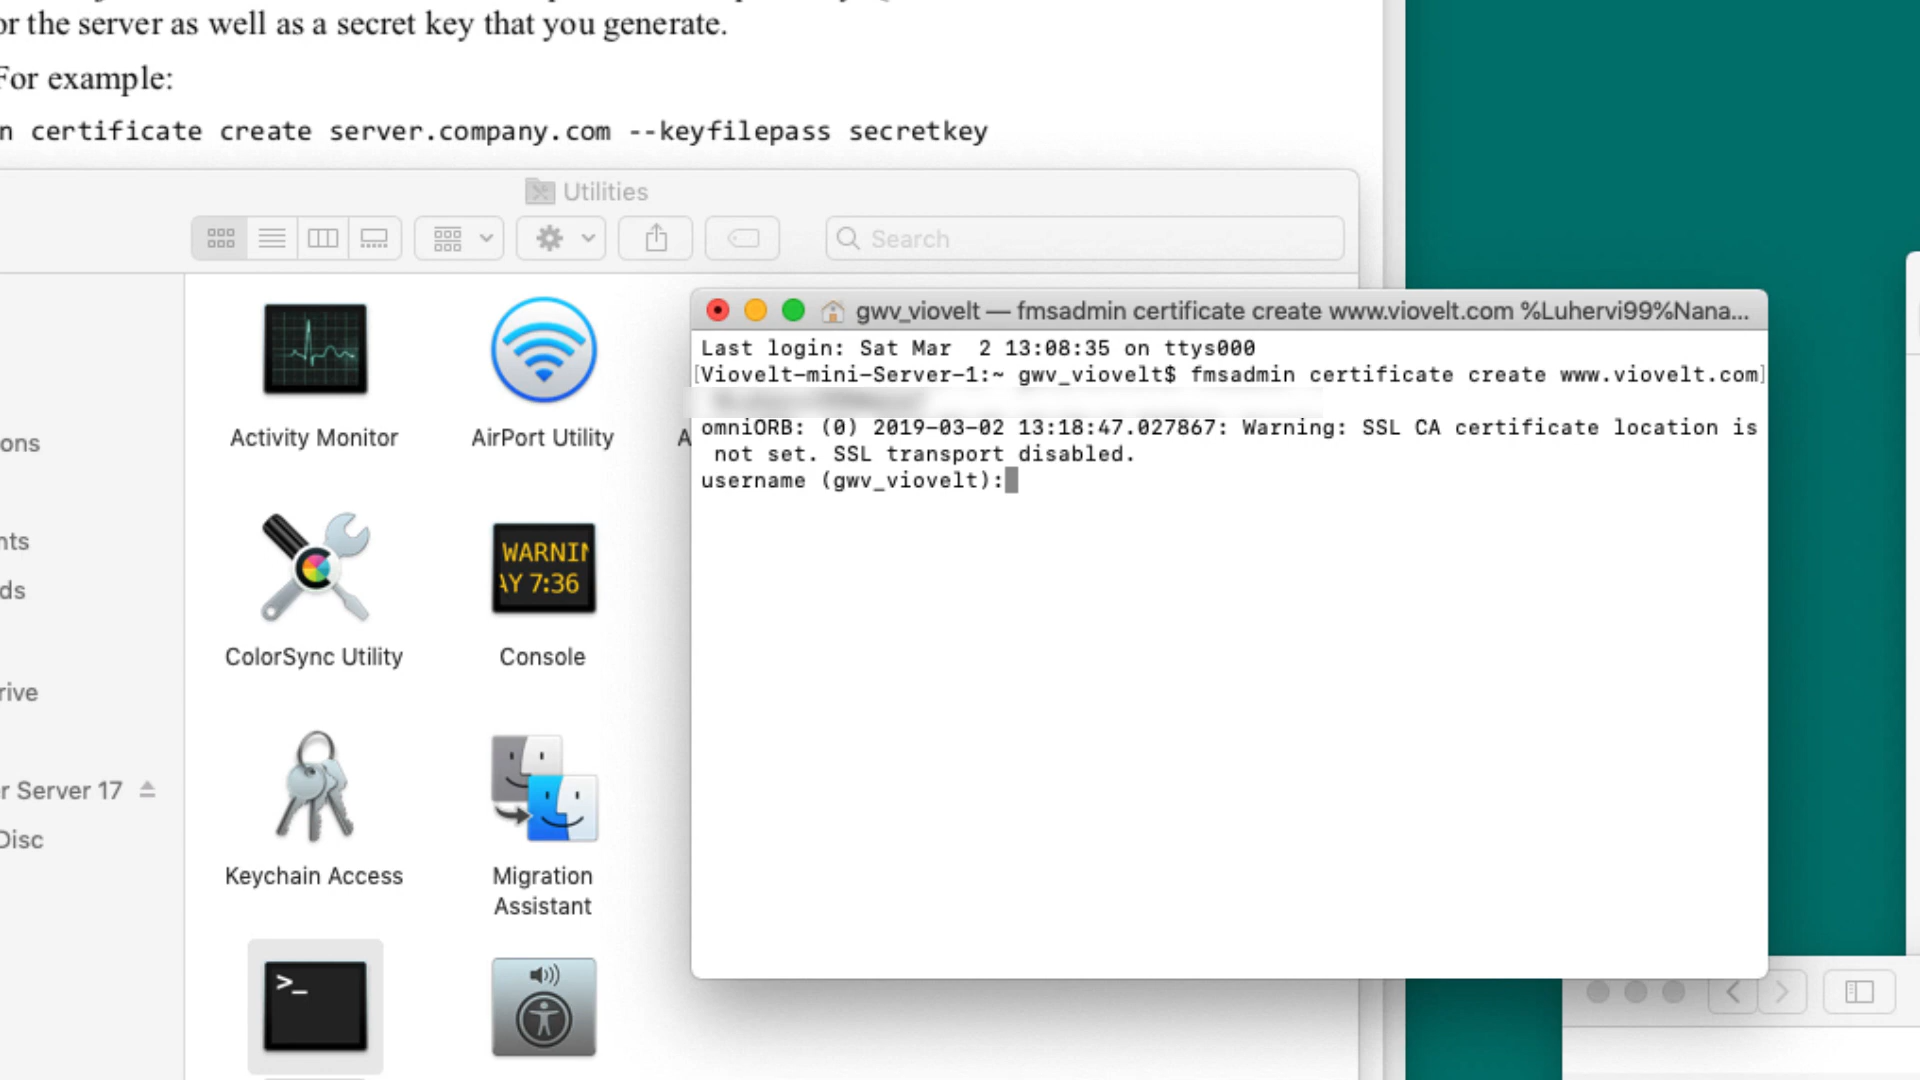 or the server as well as a secret key that you generate.
For example:
n certificate create server.company.com --keyfilepass secretkey
Utilities
Search
gwv_viovelt — fmsadmin certificate create www.viovelt.com %Luhervi99%Nana...
Last login: Sat Mar  2 13:08:35 on ttys000
[Viovelt-mini-Server-1:~ gwv_viovelt$ fmsadmin certificate create www.viovelt.com]
omniORB: (0) 2019-03-02 13:18:47.027867: Warning: SSL CA certificate location is
not set. SSL transport disabled.
username (gwv_viovelt):
Activity Monitor
AirPort Utility
A
ons
nts
ds
rive
r Server 17
Disc
WARNIN
AY 7:36
ColorSync Utility
Console
Keychain Access
Migration
Assistant
>_